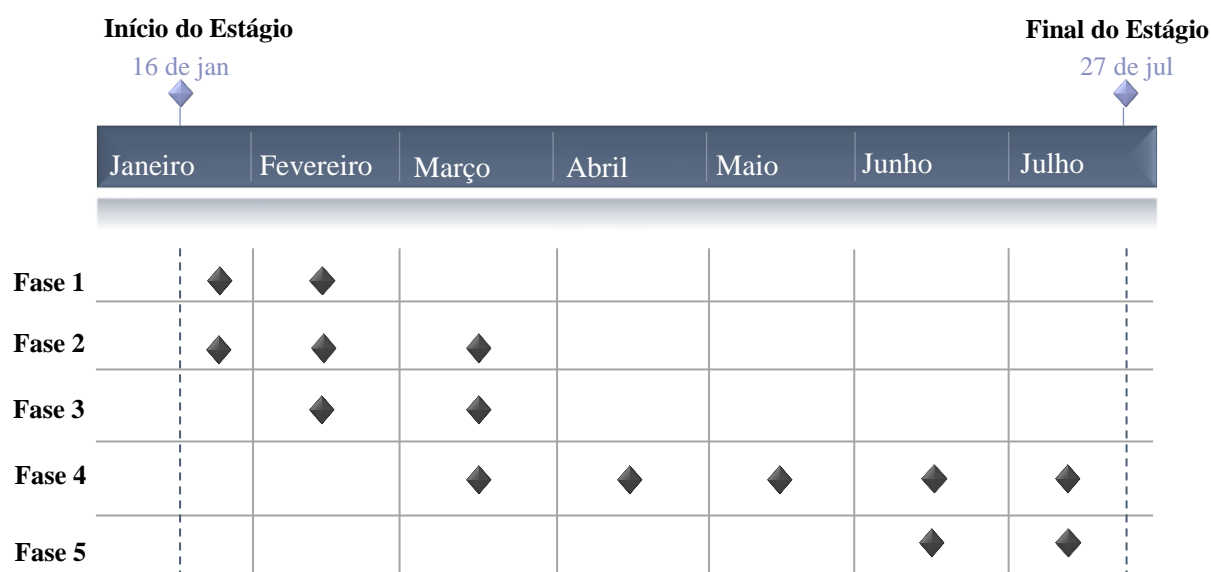 Início do Estágio
Final do Estágio
16 de jan
27 de jul
Janeiro
Fevereiro
Março
Abril
Maio
Junho
Julho
Fase 1
Fase 2
Fase 3
Fase 4
Fase 5